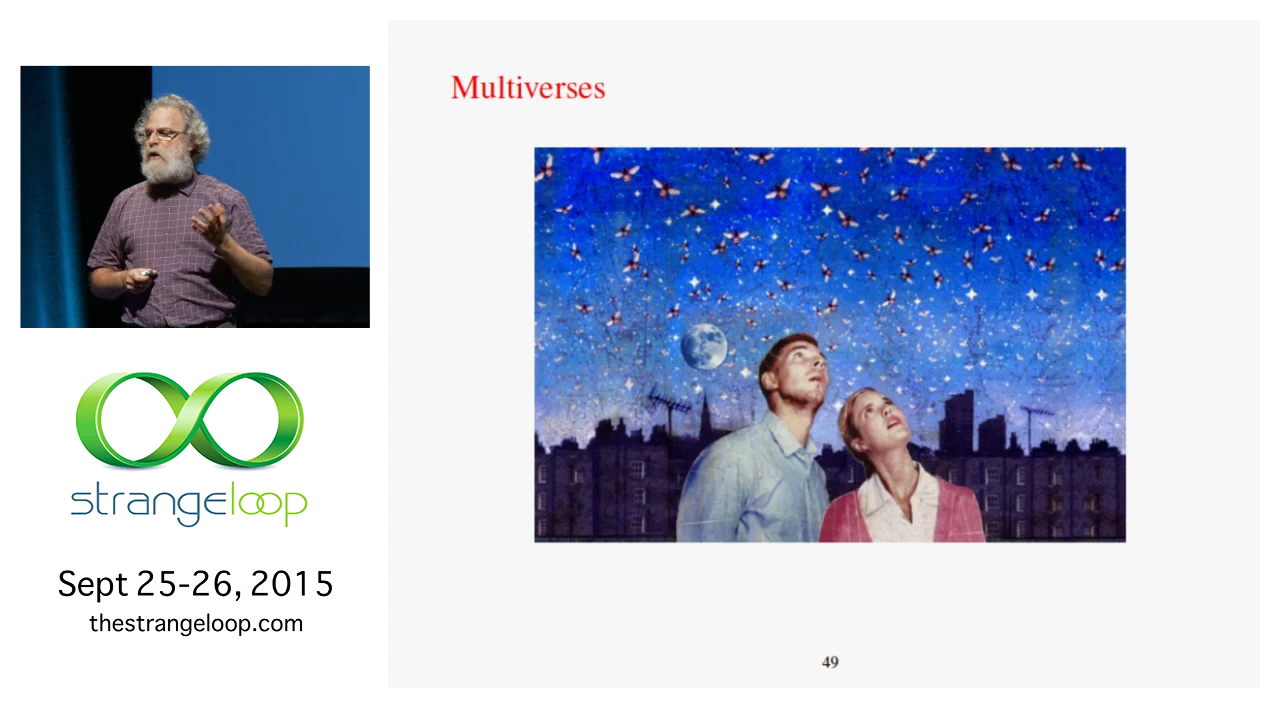 Multiverses
strangeloop
Sept 25-26, 2015
thestrangeloop.com
49